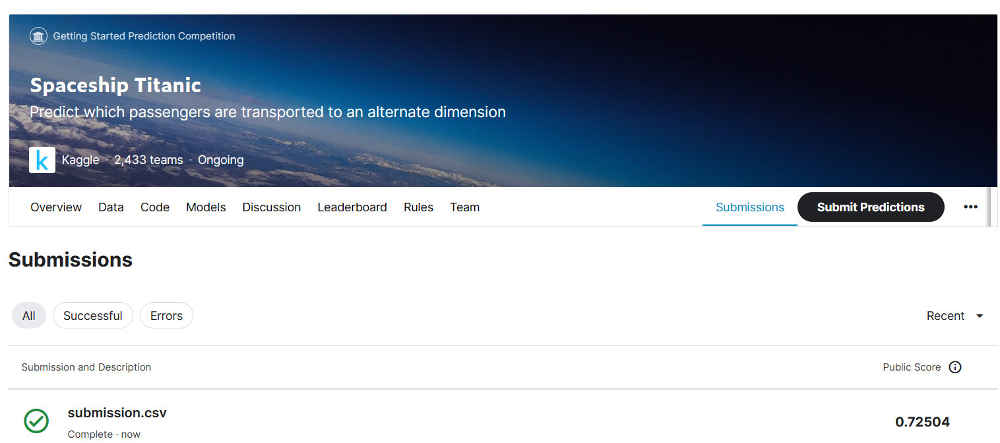 Getting Started Prediction Competition
Spaceship Titanic
Predict which passengers are transported to an alternate dimension
k Kaggle · 2,433 teams · Ongoing
Overview Data Code Models Discussion Leaderboard Rules Team Submissions Submit Predictions •••
Submissions
All Successful Errors Recent
Submission and Description Public Score
submission.csv
0.72504
Complete · now